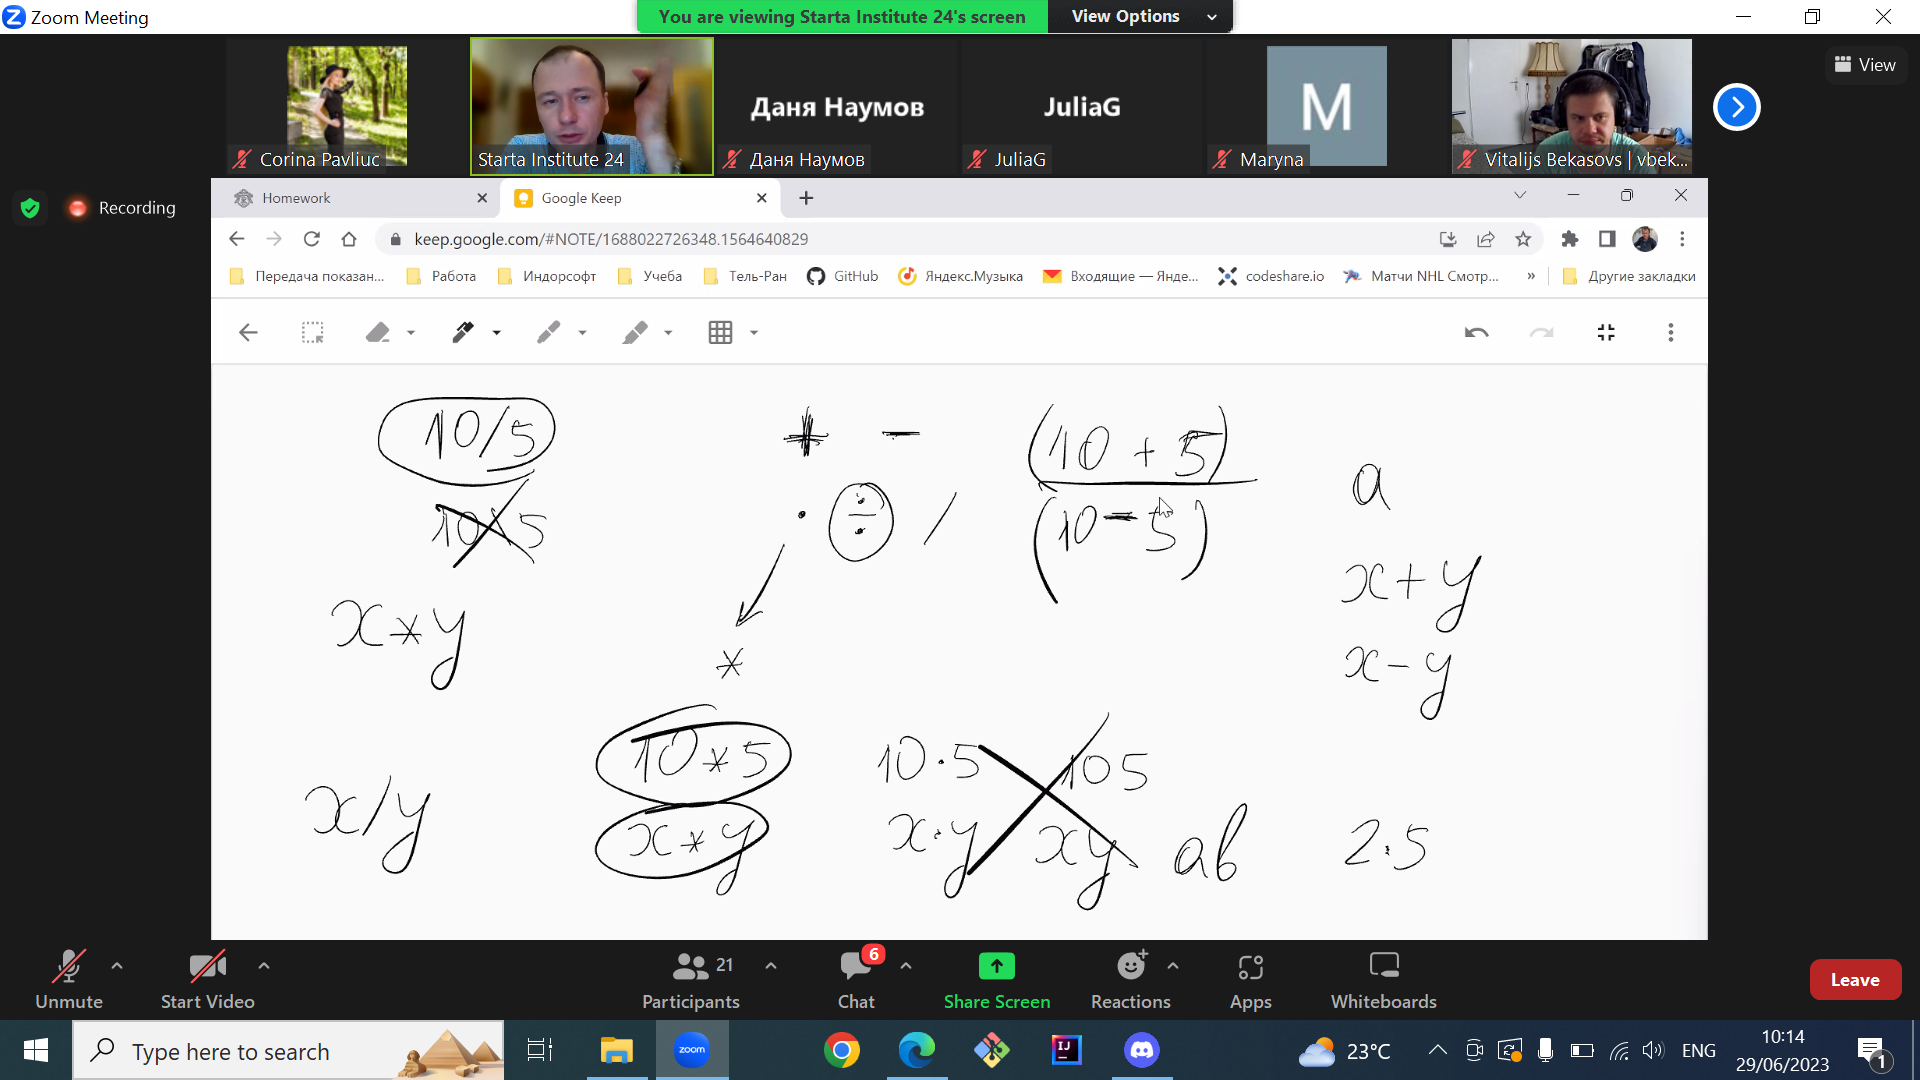 Zoom Meeting
You are viewing Starta Institute 24's screen
View Options
Corina Pavliuc
Starta Institute 24
Даня Наумов
Даня Наумов
JuliaG
JuliaG
M
Maryna
Vitalijs Bekasovs | vbek...
View
Recording
Homework
Google Keep
keep.google.com/#NOTE/1688022726348.1564640829
Передача показан...
Работа
Индорсофт
Учеба
Тель-Ран
GitHub
Яндекс.Музыка
Входящие — Янде...
codeshare.io
Матчи NHL Смотр...
»
Другие закладки
10/5
+ -
(10 + 5)
a
10\5
· ÷ /
(10 - 5)
x+y
x*y
*
x-y
10*5
10·5
105
x/y
x*y
x·y
xy
ab
2.5
Unmute
Start Video
21
Participants
6
Chat
Share Screen
Reactions
Apps
Whiteboards
Leave
Type here to search
zoom
IJ
23°C
ENG
10:14
29/06/2023
1